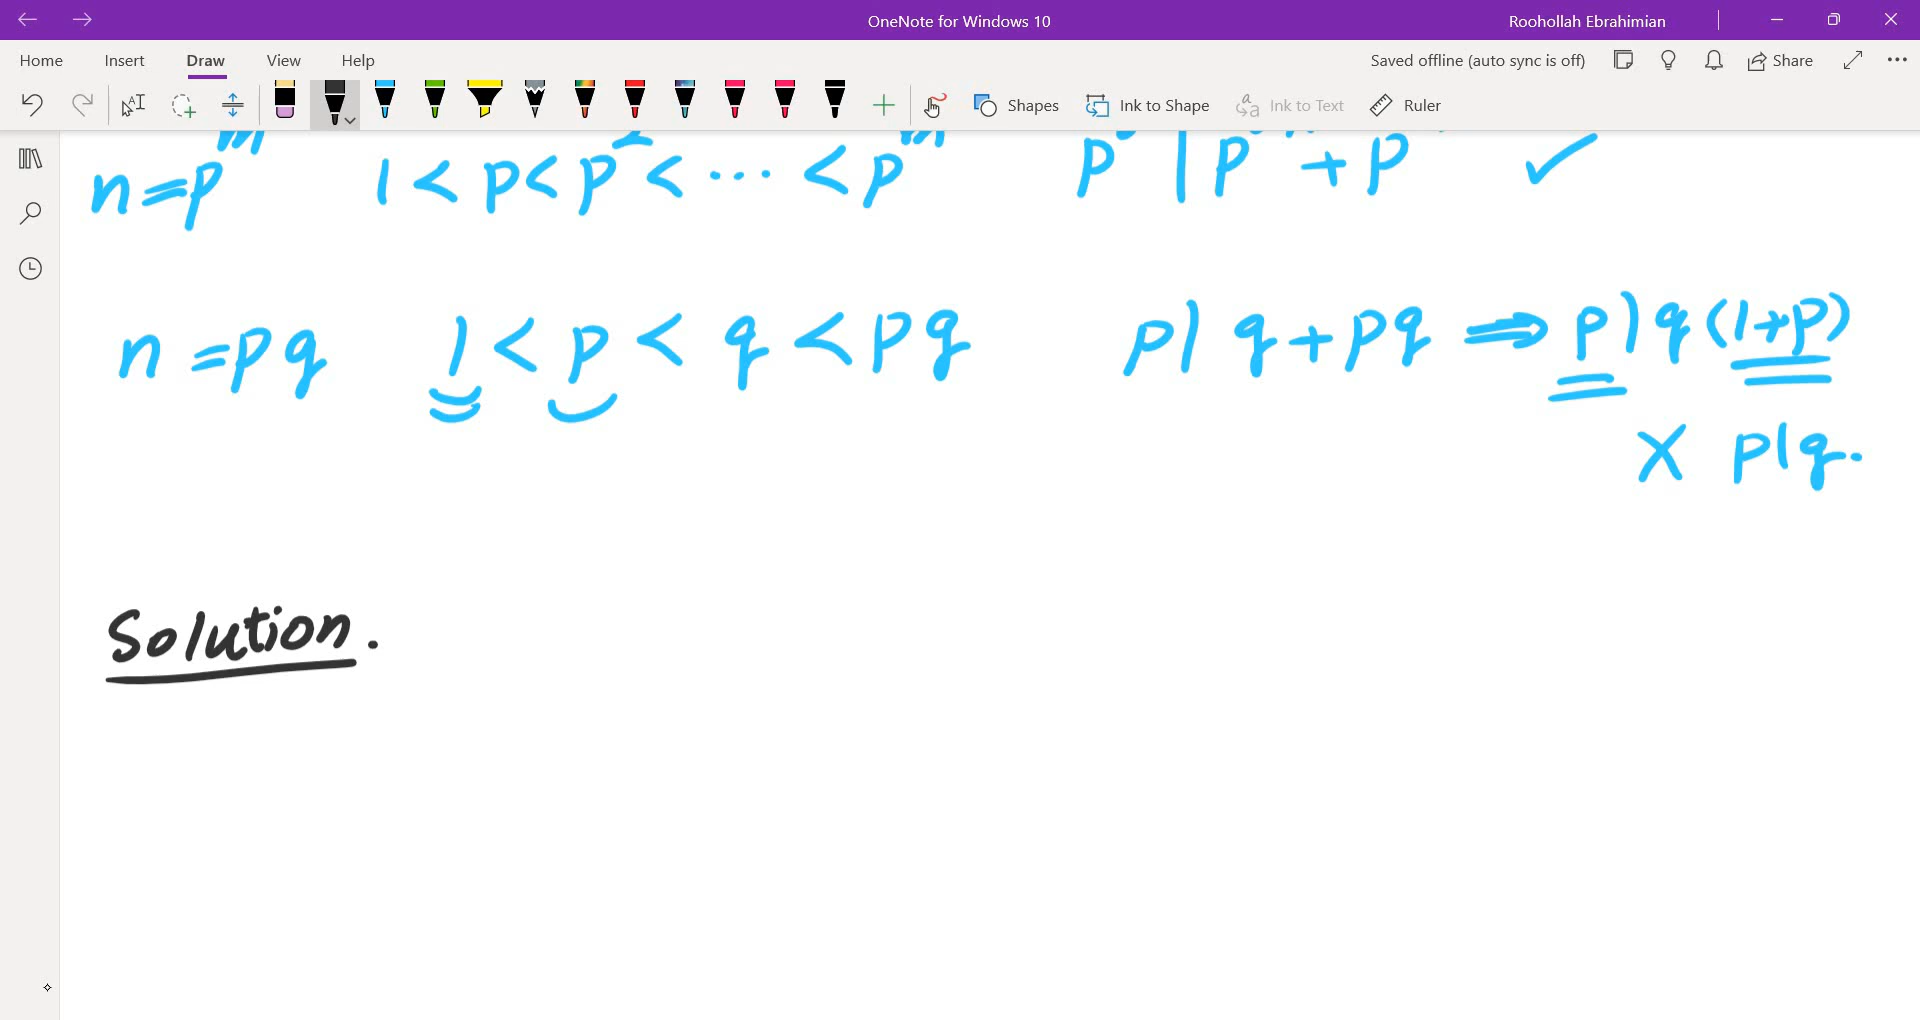 OneNote for Windows 10
Roohollah Ebrahimian
Home Insert Draw View Help
Saved offline (auto sync is off) Share
Shapes Ink to Shape Ink to Text Ruler
n=p^m 1 < p < p^2 < ... < p^m p | p + p ✓
n = pq 1 < p < q < pq p | q + pq ⟹ p | q (1+p)
X p | q.
Solution.